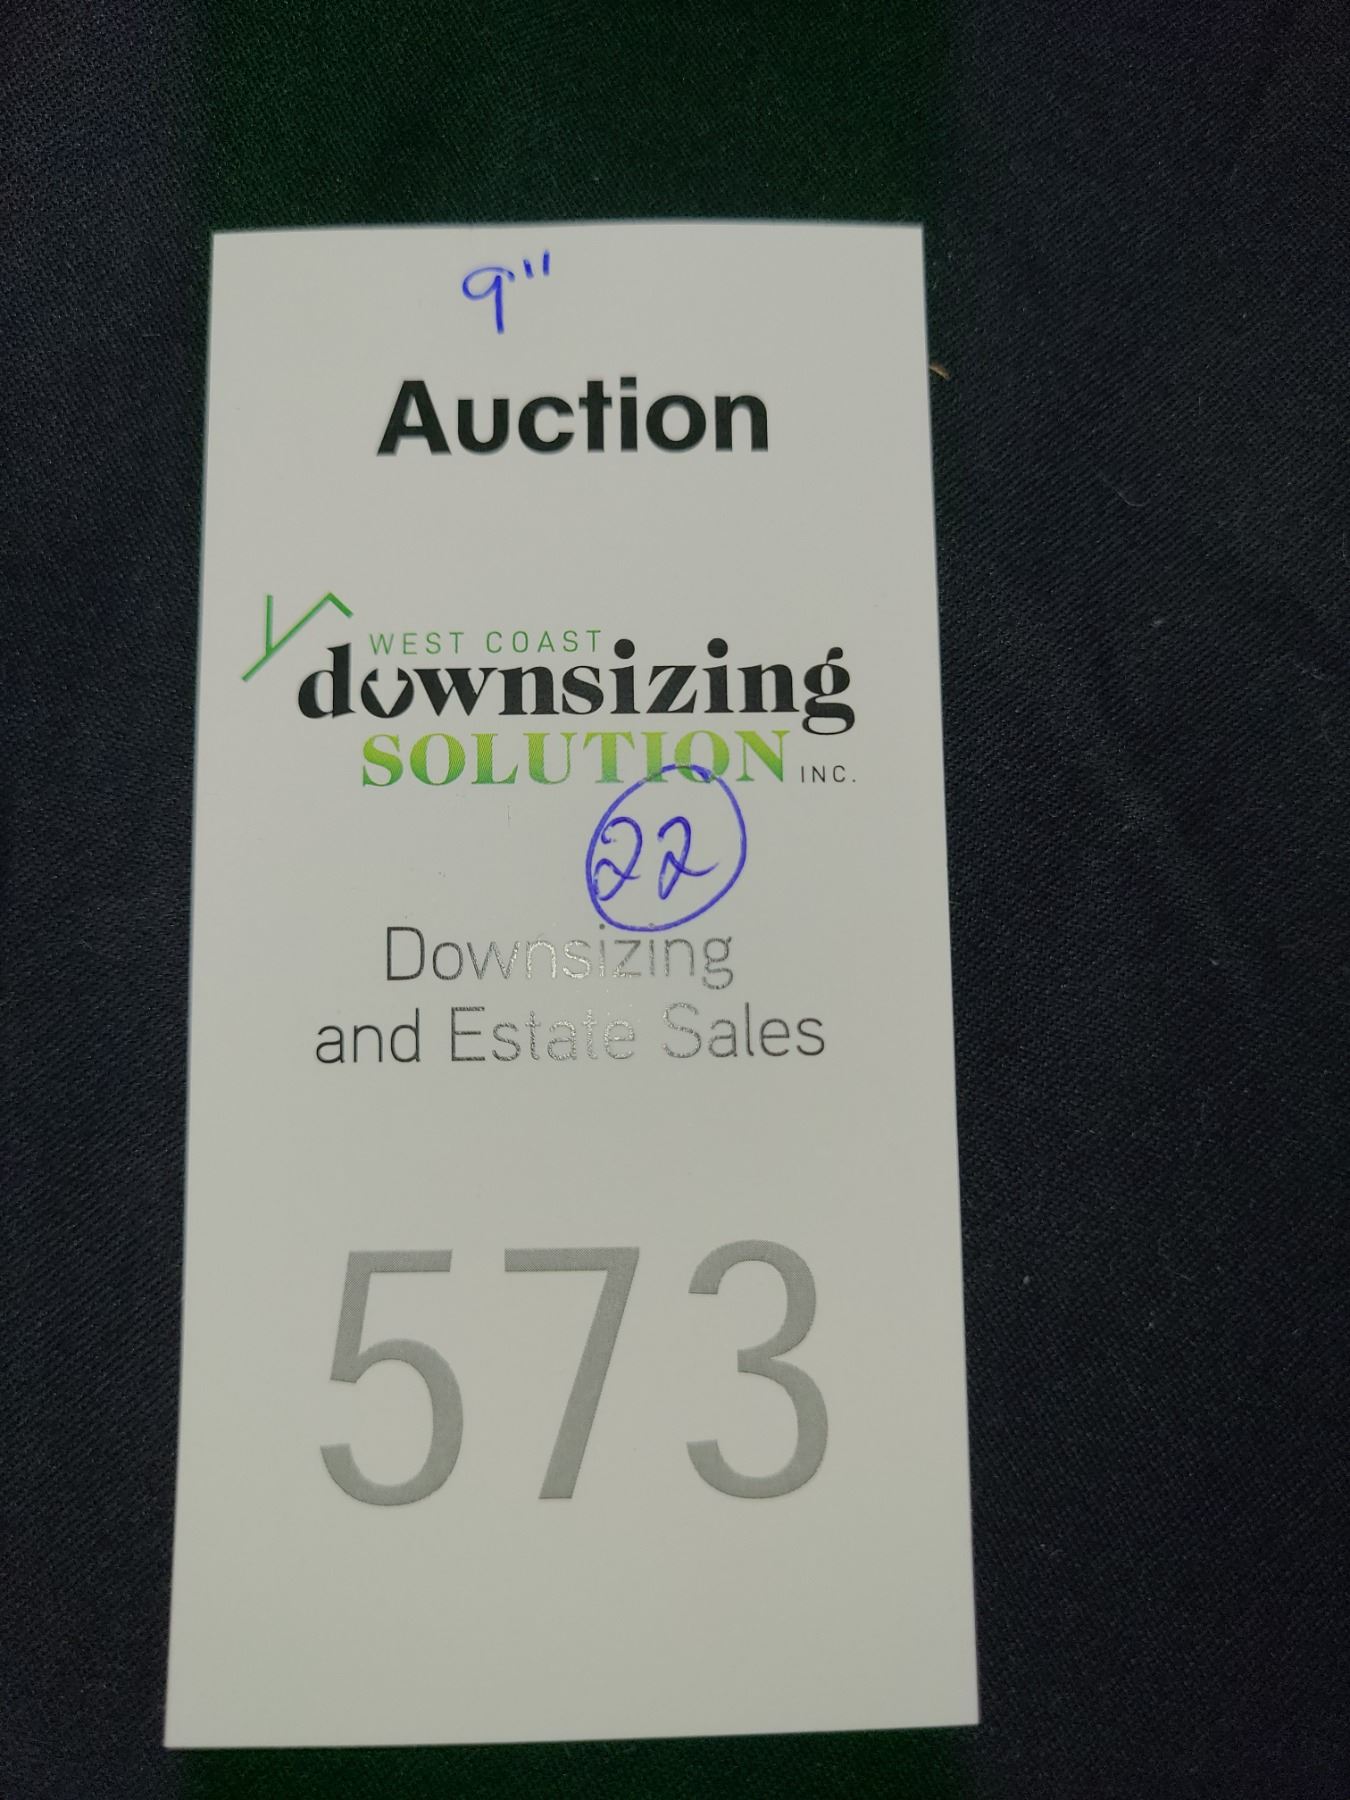 9"
Auction
WEST COAST
downsizing
SOLUTION INC.
22
Downsizing
and Estate Sales
573